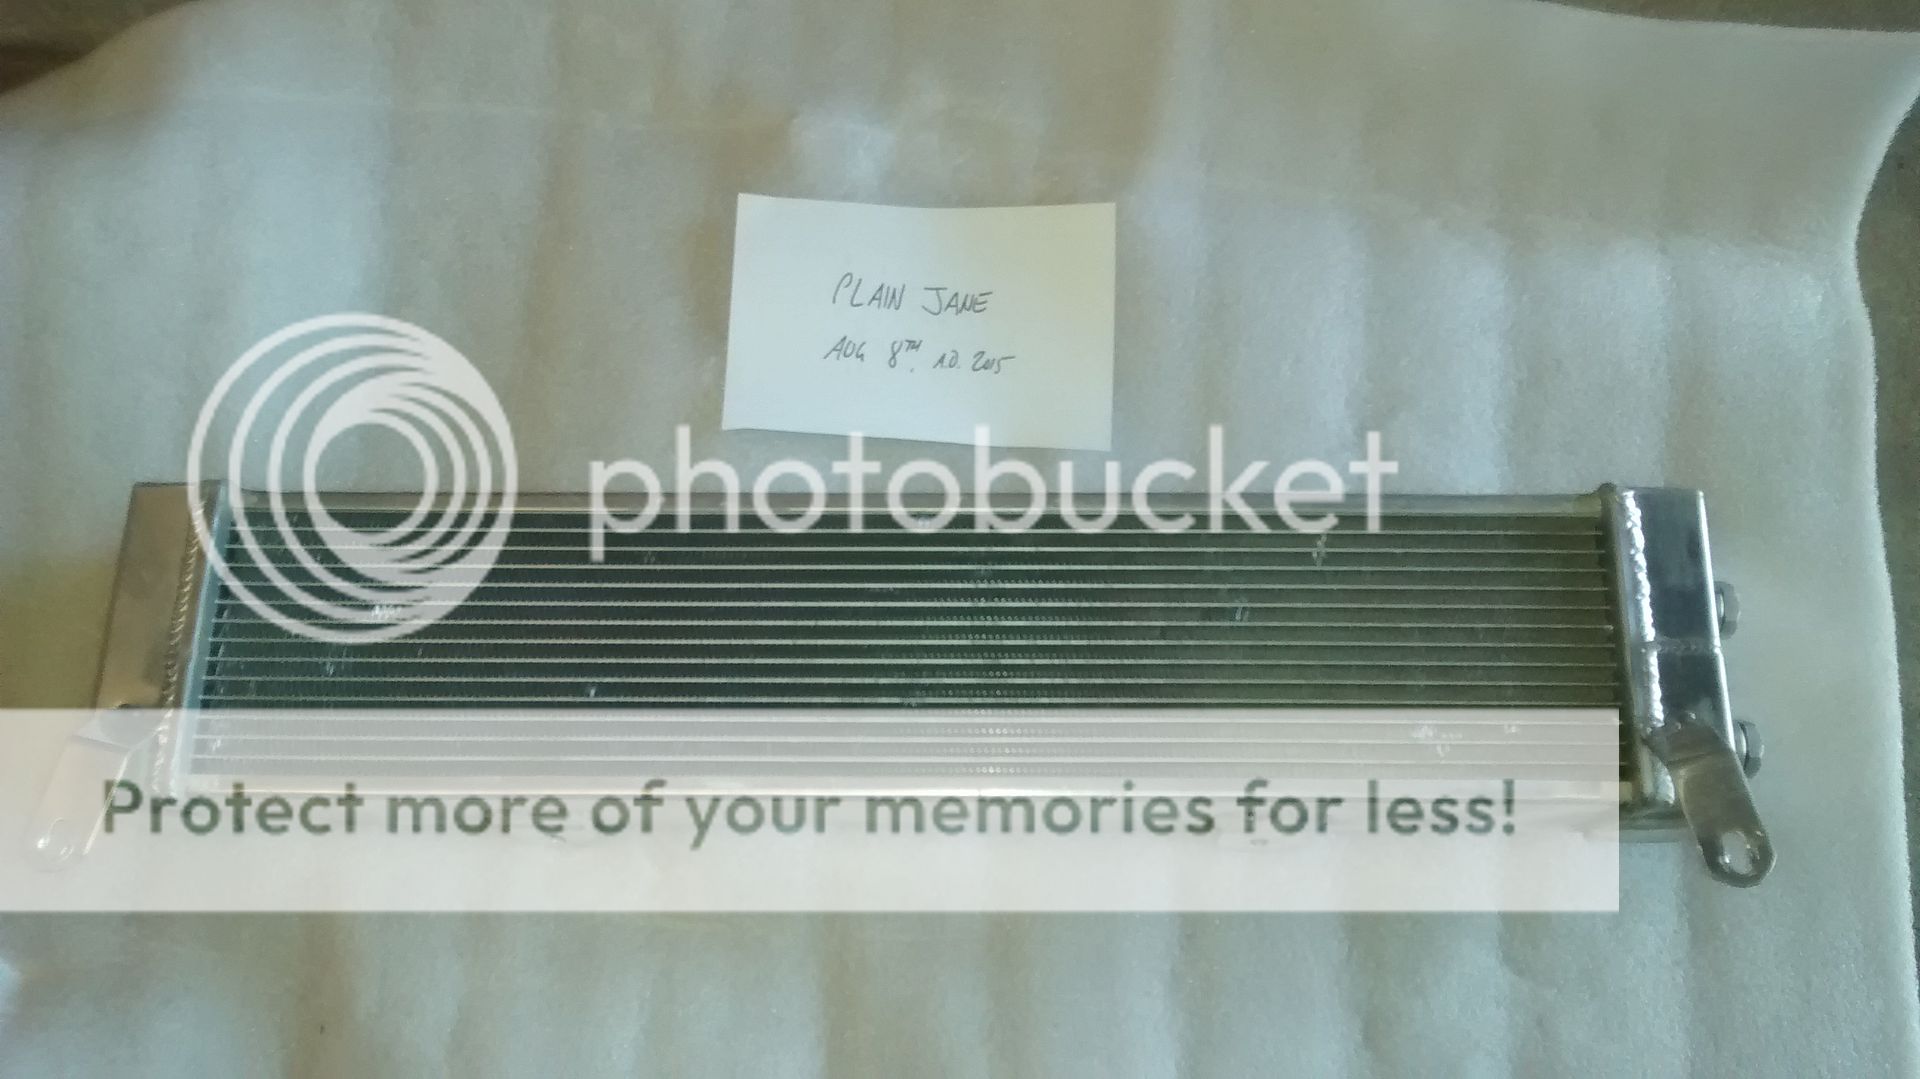 PLAIN JANE
AUG 8TH, A.D. 2015
photobucket
Protect more of your memories for less!